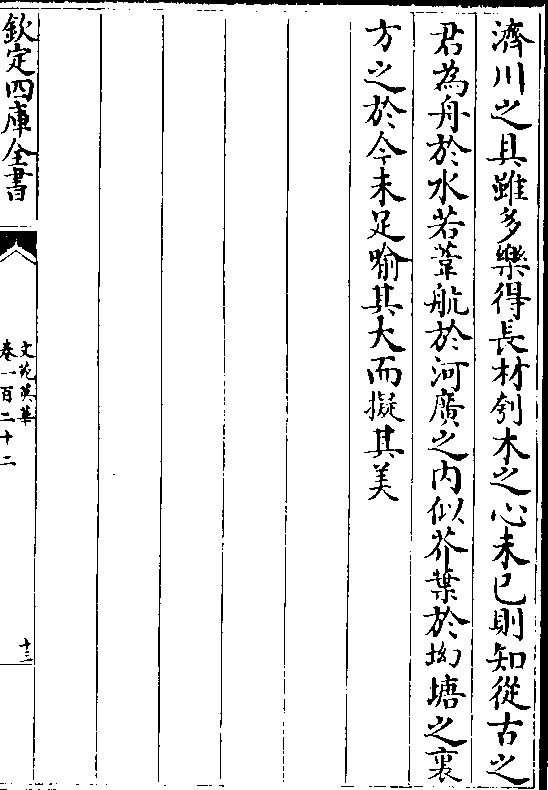 濟川之具雖多樂得長材刳木之心未已則知從古之
君為舟於水若葦航於河廣之内似芥葉於坳塘之裏
方之於今未足喻其大而擬其美
欽定四庫全書
文苑英華
卷一百二十二
十三